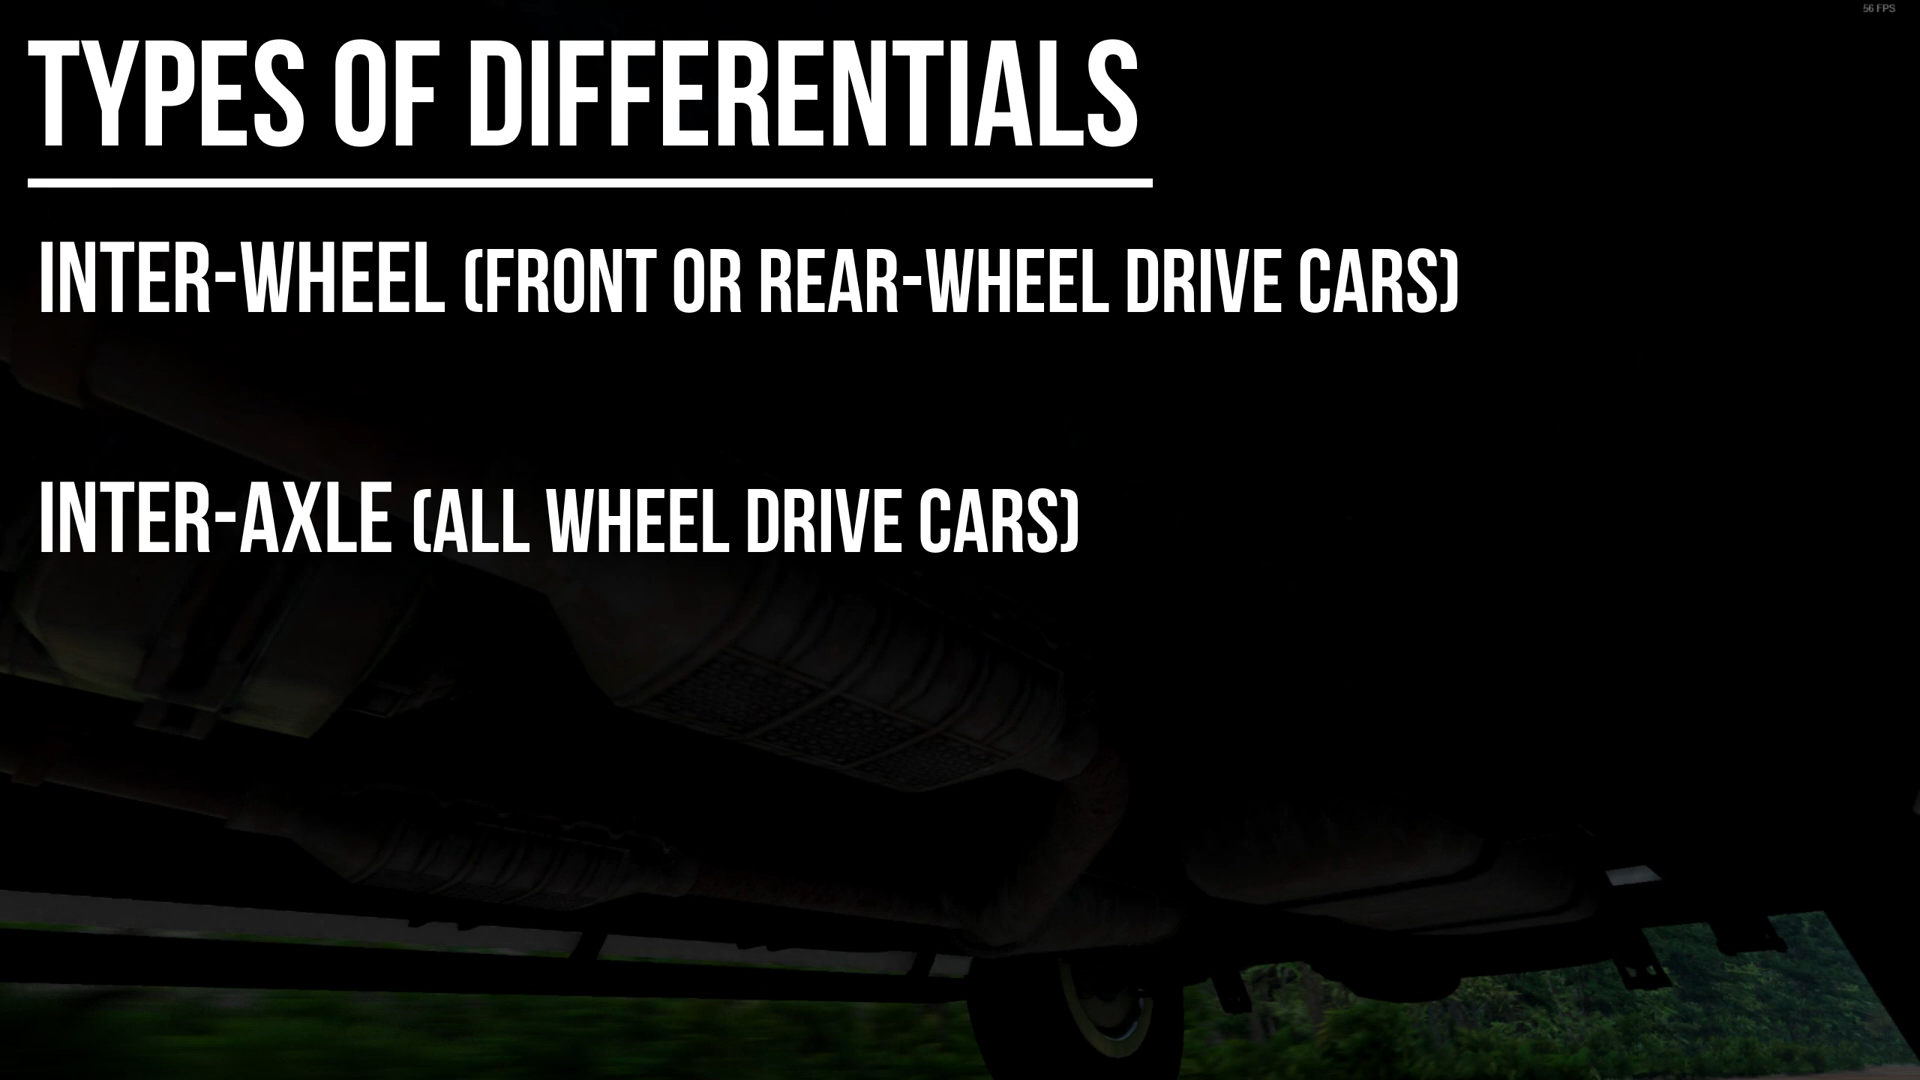 56 FPS
TYPES OF DIFFERENTIALS
INTER-WHEEL (FRONT OR REAR-WHEEL DRIVE CARS)
INTER-AXLE (ALL WHEEL DRIVE CARS)